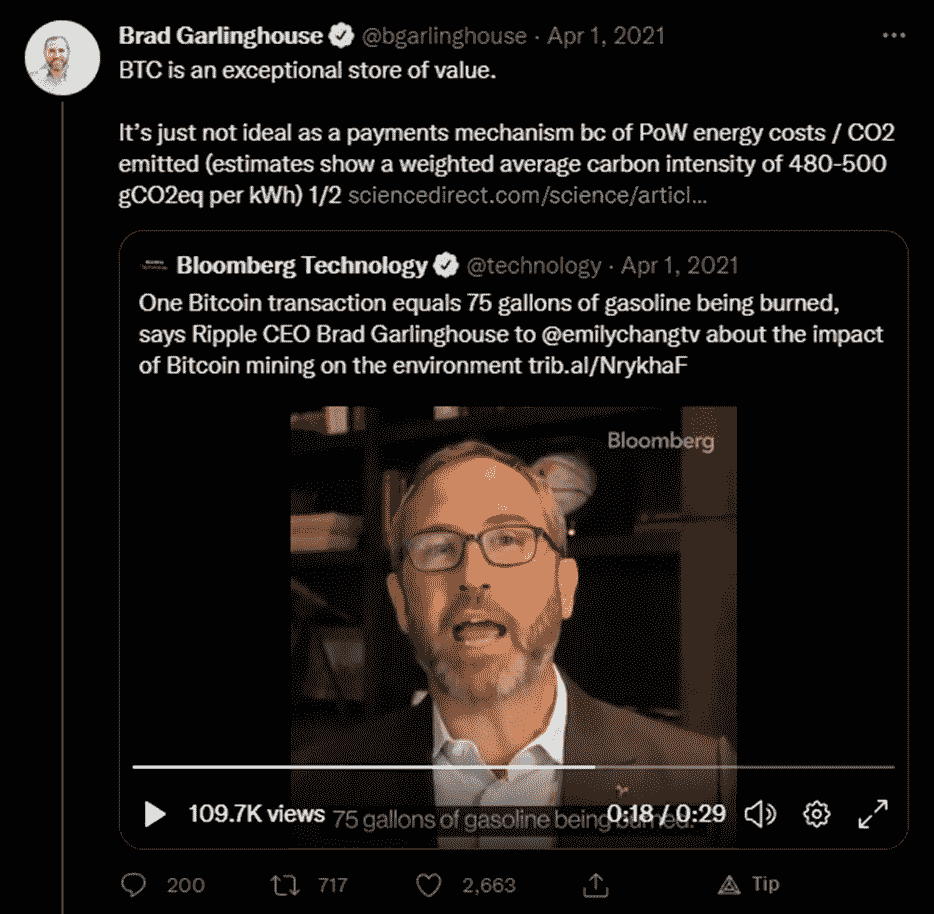 Brad Garlinghouse @bgarlinghouse · Apr 1, 2021
BTC is an exceptional store of value.
It's just not ideal as a payments mechanism bc of PoW energy costs / CO2
emitted (estimates show a weighted average carbon intensity of 480-500
gCO2eq per kWh) 1/2 sciencedirect.com/science/articl...
Bloomberg Technology @technology · Apr 1, 2021
One Bitcoin transaction equals 75 gallons of gasoline being burned,
says Ripple CEO Brad Garlinghouse to @emilychangtv about the impact
of Bitcoin mining on the environment trib.al/NrykhaF
Bloomberg
109.7K views 75 gallons of gasoline being burned. 0:18 / 0:29
200 717 2,663 Tip